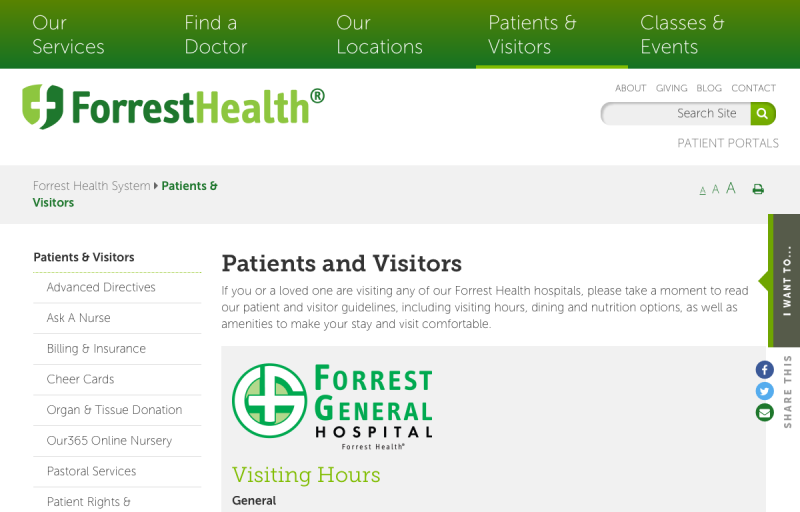 Our
Services
Find a
Doctor
Our
Locations
Patients &
Visitors
Classes &
Events
ForrestHealth®
ABOUT GIVING BLOG CONTACT
Search Site
PATIENT PORTALS
Forrest Health System Patients &
Visitors
A A A
I WANT TO...
Patients & Visitors
Advanced Directives
Ask A Nurse
Billing & Insurance
Cheer Cards
Organ & Tissue Donation
Our365 Online Nursery
Pastoral Services
Patient Rights &
Patients and Visitors
If you or a loved one are visiting any of our Forrest Health hospitals, please take a moment to read
our patient and visitor guidelines, including visiting hours, dining and nutrition options, as well as
amenities to make your stay and visit comfortable.
FORREST
GENERAL
HOSPITAL
Forrest Health®
Visiting Hours
General
SHARE THIS